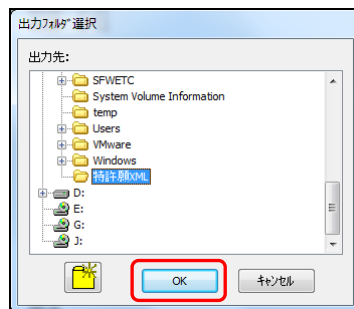 出力ﾌｫﾙﾀﾞ選択
出力先:
SFWETC
System Volume Information
temp
Users
VMware
Windows
特許願XML
D:
E:
G:
J:
OK
ｷｬﾝｾﾙ